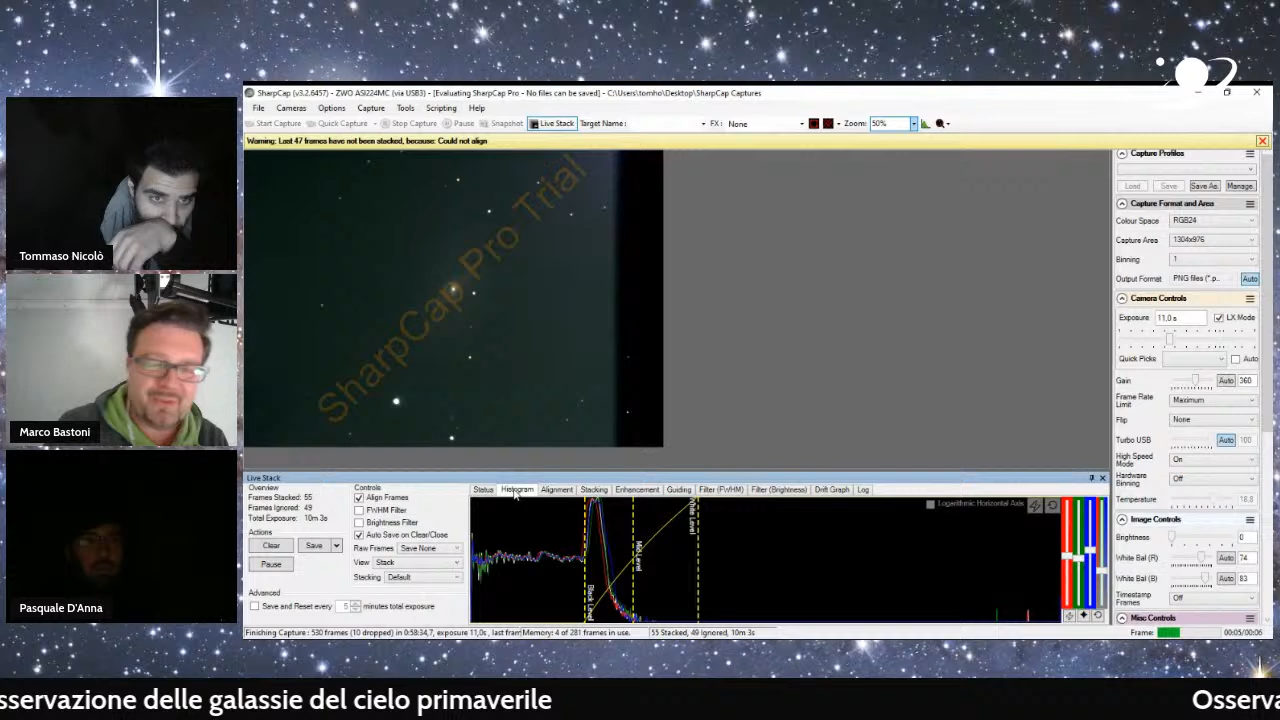 SharpCap (v3.2.6457) - ZWO ASI224MC (via USB3) - [Evaluating SharpCap Pro - No files can be saved] - C:\Users\tomho\Desktop\SharpCap Captures
File Cameras Options Capture Tools Scripting Help
Start Capture Quick Capture Stop Capture Pause Snapshot Live Stack Target Name: FX: None Zoom: 50%
Warning: Last 47 frames have not been stacked, because: Could not align
SharpCap Pro Trial
Capture Profiles
Load Save Save As Manage
Capture Format and Area
Colour Space RGB24
Capture Area 1304x976
Binning 1
Output Format PNG files (*.p.. Auto
Camera Controls
Exposure 11,0 s LX Mode
Quick Picks Auto
Gain Auto 360
Frame Rate Limit Maximum
Flip None
Turbo USB Auto 100
High Speed Mode On
Hardware Binning Off
Temperature 18.8
Image Controls
Brightness 0
White Bal (R) 74
White Bal (B) 83
Timestamp Frames Off
Misc Controls
Frame: 00:05/00:06
Tommaso Nicolò
Marco Bastoni
Pasquale D'Anna
Live Stack
Overview
Frames Stacked: 55
Frames Ignored: 49
Total Exposure: 10m 3s
Actions
Clear Save
Pause
Advanced
Save and Reset every 5 minutes total exposure
Controls
Align Frames
FWHM Filter
Brightness Filter
Auto Save on Clear/Close
Raw Frames Save None
View Stack
Stacking Default
Status Histogram Alignment Stacking Enhancement Guiding Filter (FWHM) Filter (Brightness) Drift Graph Log
Logarithmic Horizontal Axis
Black Level
Mid Level
White Level
Finishing Capture : 530 frames (10 dropped) in 0:58:34,7, exposure 11,0s , last fram Memory: 4 of 281 frames in use. 55 Stacked, 49 Ignored, 10m 3s
sservazione delle galassie del cielo primaverile Osserva